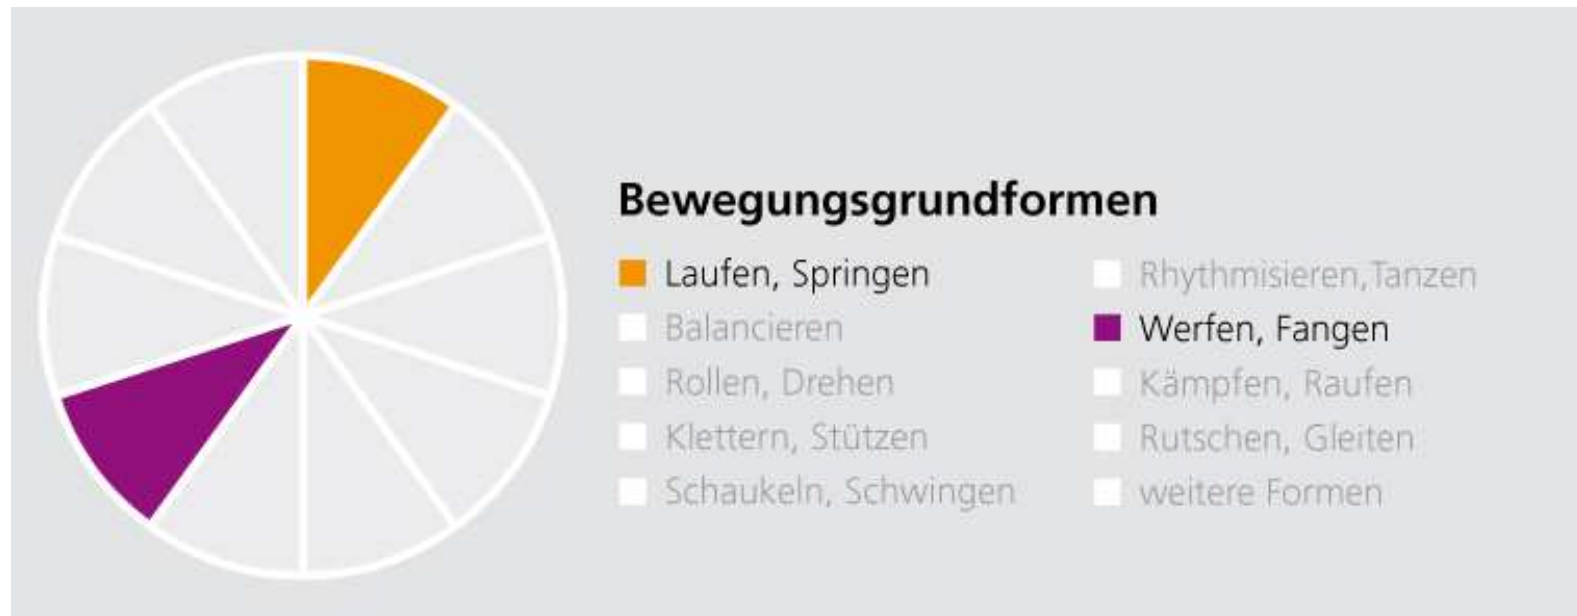 Bewegungsgrundformen
Laufen, Springen
Balancieren
Rollen, Drehen
Klettern, Stützen
Schaukeln, Schwingen
Rhythmisieren,Tanzen
Werfen, Fangen
Kämpfen, Raufen
Rutschen, Gleiten
weitere Formen